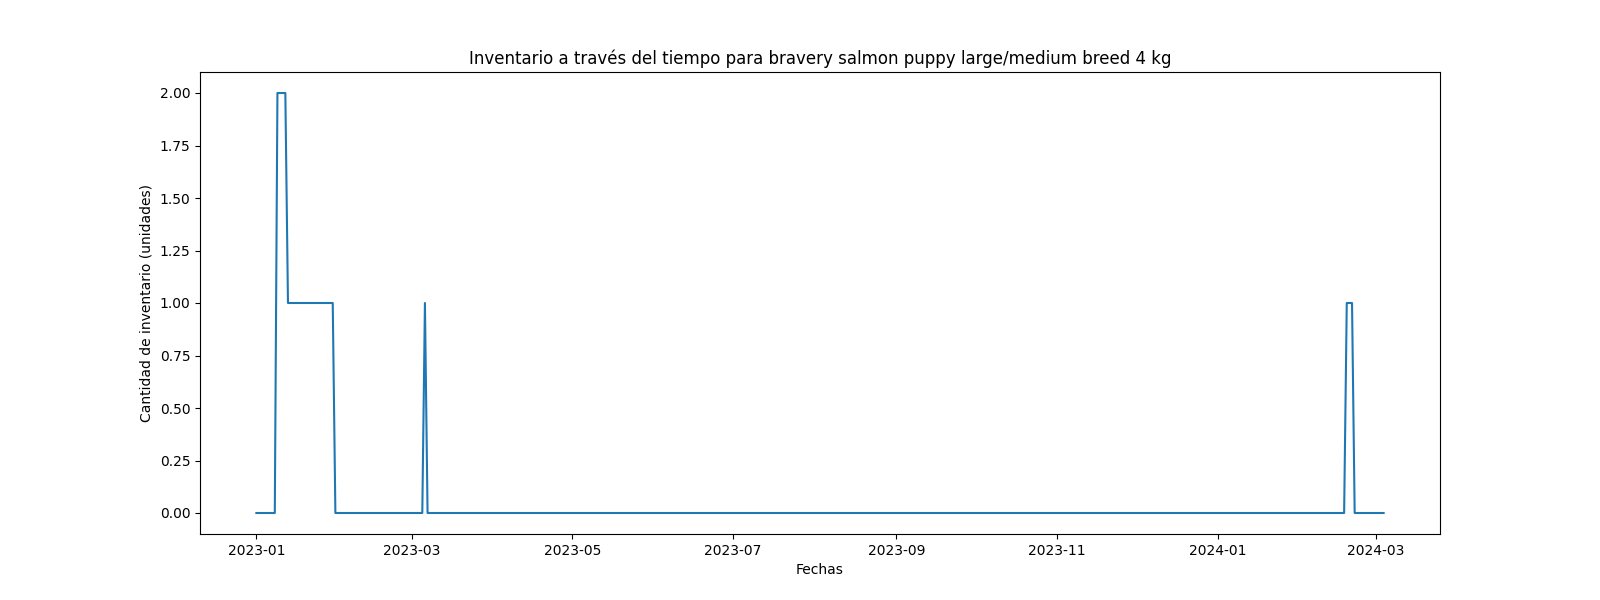 Inventario a través del tiempo para bravery salmon puppy large/medium breed 4 kg
Cantidad de inventario (unidades)
2.00
1.75
1.50
1.25
1.00
0.75
0.50
0.25
0.00
2023-01 2023-03 2023-05 2023-07 2023-09 2023-11 2024-01 2024-03
Fechas